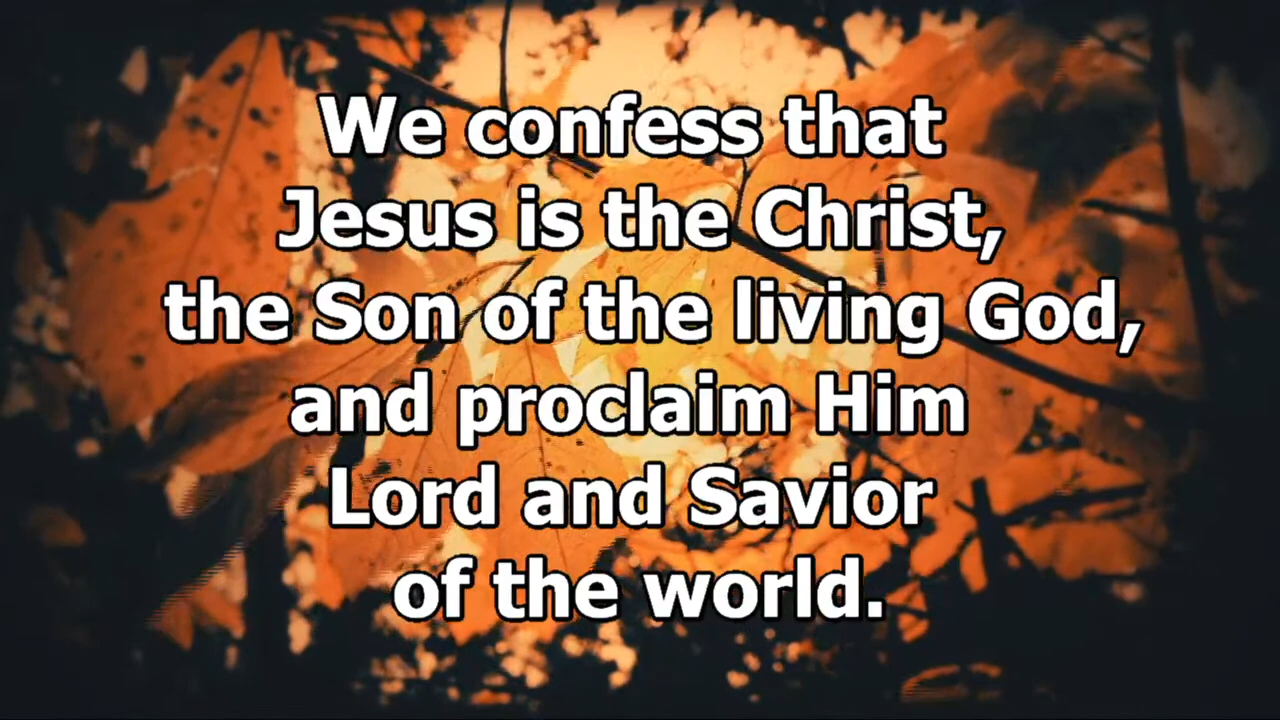 We confess that
Jesus is the Christ,
the Son of the living God,
and proclaim Him
Lord and Savior
of the world.